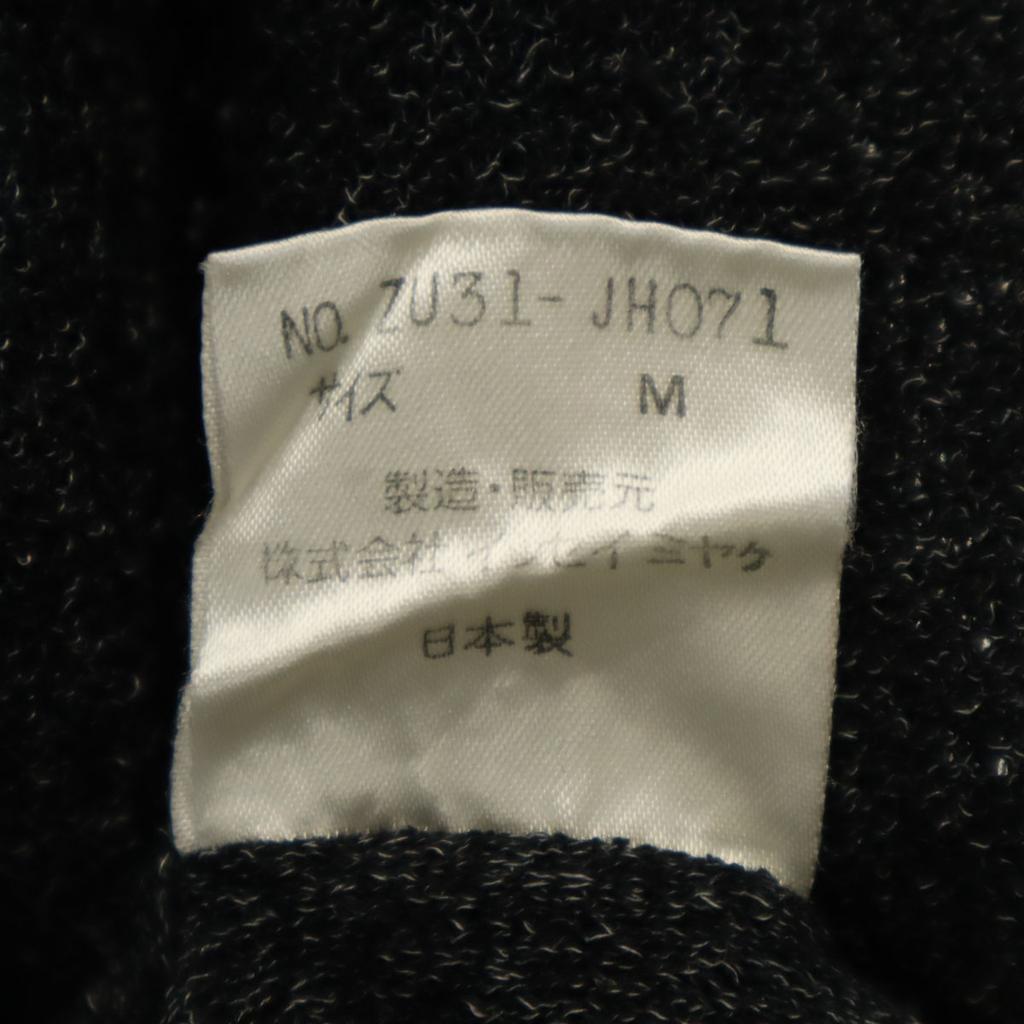 NO. ZU31-JH071
サイズ M
製造・販売元
株式会社 イッセイミヤケ
日本製